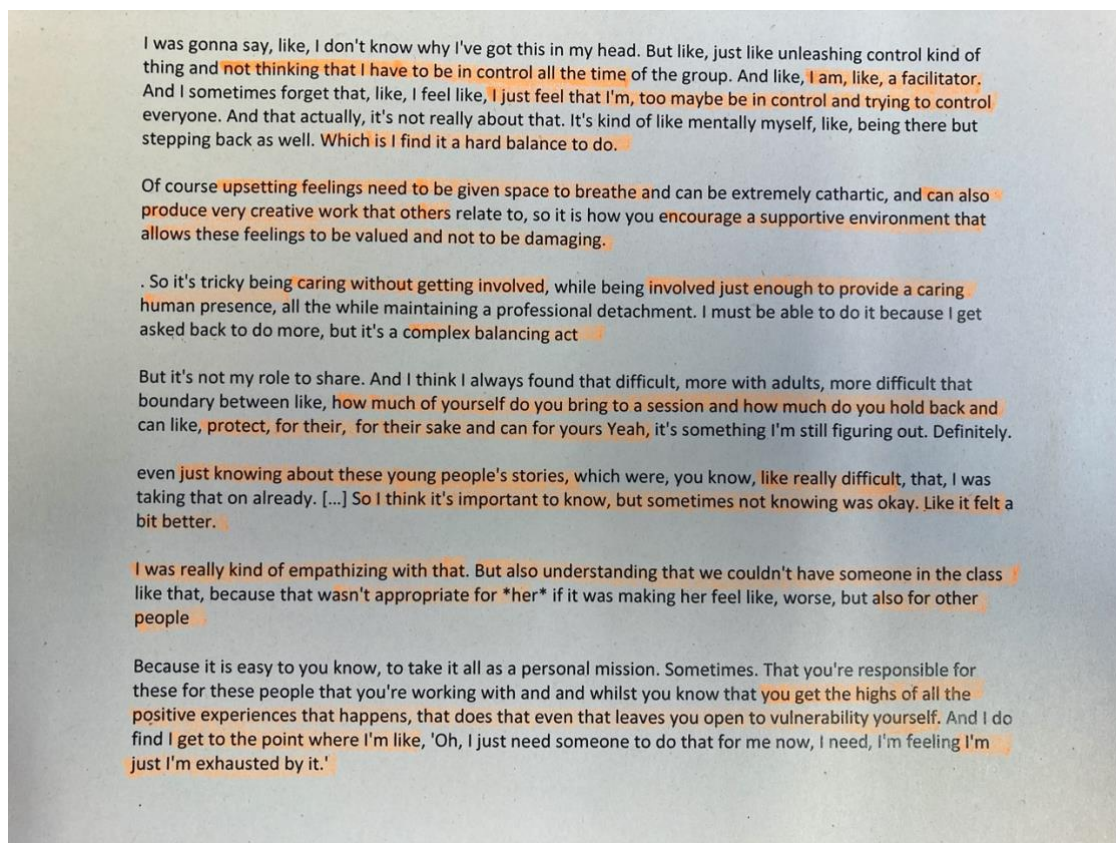 I was gonna say, like, I don't know why I've got this in my head. But like, just like unleashing control kind of
thing and not thinking that I have to be in control all the time of the group. And like, I am, like, a facilitator.
And I sometimes forget that, like, I feel like, I just feel that I'm, too maybe be in control and trying to control
everyone. And that actually, it's not really about that. It's kind of like mentally myself, like, being there but
stepping back as well. Which is I find it a hard balance to do.
Of course upsetting feelings need to be given space to breathe and can be extremely cathartic, and can also
produce very creative work that others relate to, so it is how you encourage a supportive environment that
allows these feelings to be valued and not to be damaging.
. So it's tricky being caring without getting involved, while being involved just enough to provide a caring
human presence, all the while maintaining a professional detachment. I must be able to do it because I get
asked back to do more, but it's a complex balancing act
But it's not my role to share. And I think I always found that difficult, more with adults, more difficult that
boundary between like, how much of yourself do you bring to a session and how much do you hold back and
can like, protect, for their, for their sake and can for yours Yeah, it's something I'm still figuring out. Definitely.
even just knowing about these young people's stories, which were, you know, like really difficult, that, I was
taking that on already. [...] So I think it's important to know, but sometimes not knowing was okay. Like it felt a
bit better.
I was really kind of empathizing with that. But also understanding that we couldn't have someone in the class
like that, because that wasn't appropriate for *her* if it was making her feel like, worse, but also for other
people
Because it is easy to you know, to take it all as a personal mission. Sometimes. That you're responsible for
these for these people that you're working with and and whilst you know that you get the highs of all the
positive experiences that happens, that does that even that leaves you open to vulnerability yourself. And I do
find I get to the point where I'm like, 'Oh, I just need someone to do that for me now, I need, I'm feeling I'm
just I'm exhausted by it.'